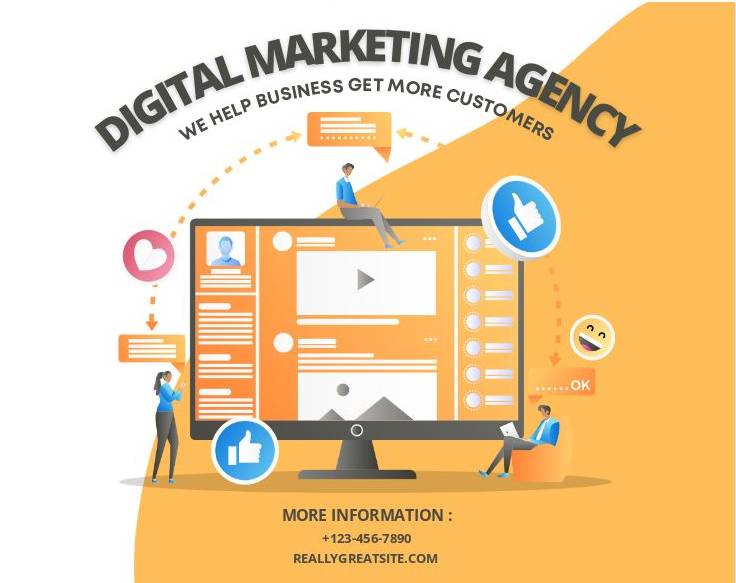 DIGITAL MARKETING AGENCY
WE HELP BUSINESS GET MORE CUSTOMERS
......OK
MORE INFORMATION :
+123-456-7890
REALLYGREATSITE.COM